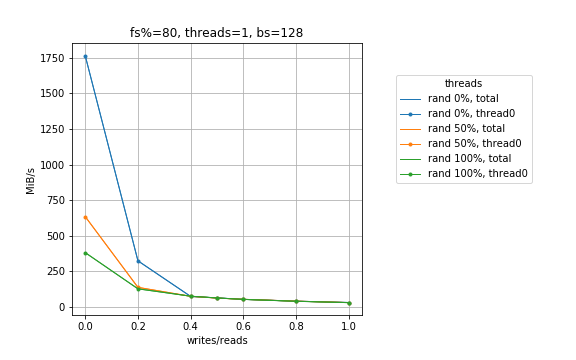 fs%=80, threads=1, bs=128
1750
1500
1250
1000
750
500
250
0
MiB/s
0.0 0.2 0.4 0.6 0.8 1.0
writes/reads
threads
rand 0%, total
rand 0%, thread0
rand 50%, total
rand 50%, thread0
rand 100%, total
rand 100%, thread0